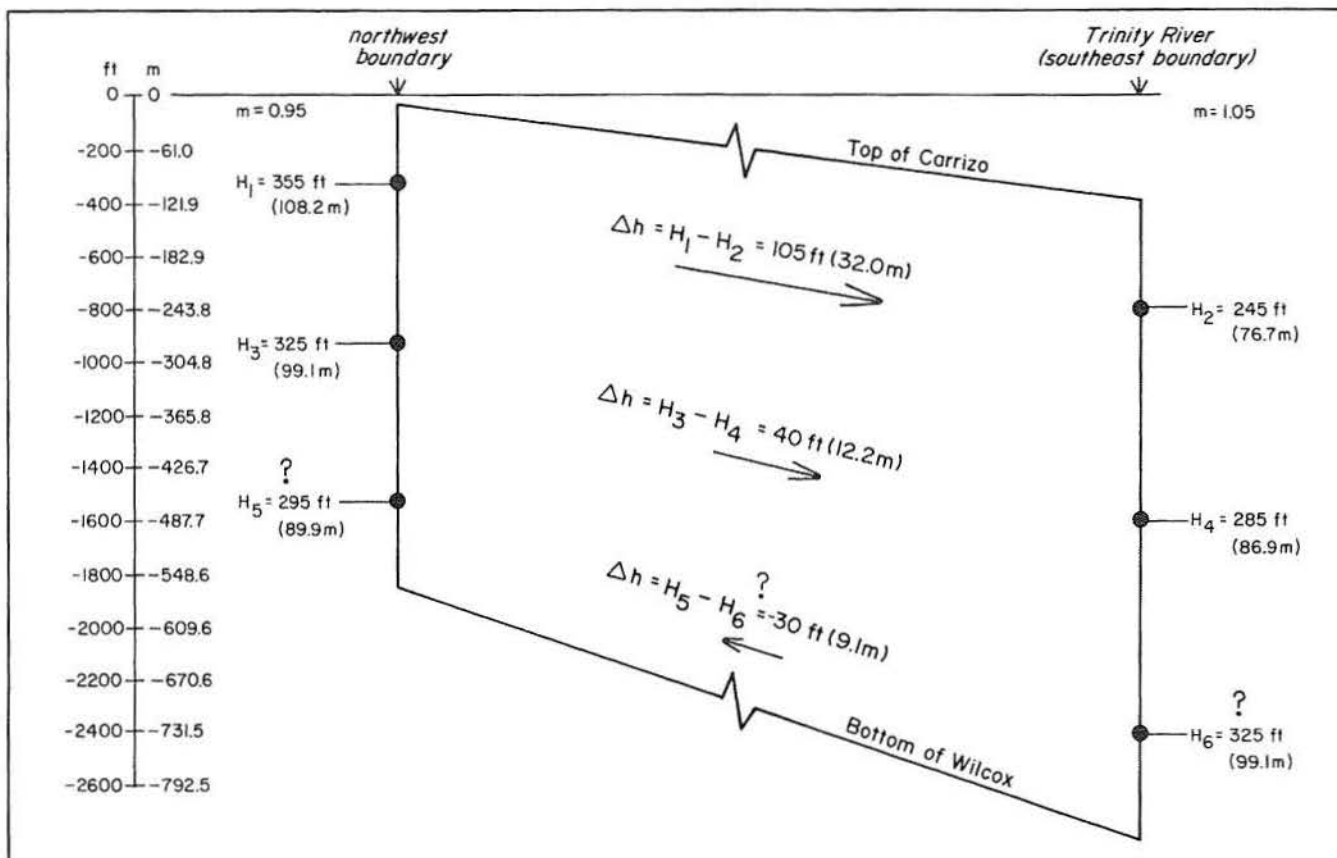 northwest
boundary
Trinity River
(southeast boundary)
ft m
0 0
m = 0.95
m = 1.05
-200 -61.0
Top of Carrizo
H1 = 355 ft
(108.2 m)
-400 -121.9
Δh = H1 - H2 = 105 ft (32.0 m)
-600 -182.9
-800 -243.8
H2 = 245 ft
(76.7 m)
H3 = 325 ft
(99.1 m)
-1000 -304.8
-1200 -365.8
Δh = H3 - H4 = 40 ft (12.2 m)
-1400 -426.7
?
H5 = 295 ft
(89.9 m)
-1600 -487.7
H4 = 285 ft
(86.9 m)
-1800 -548.6
?
Δh = H5 - H6 = -30 ft (9.1m)
-2000 -609.6
-2200 -670.6
?
-2400 -731.5
H6 = 325 ft
(99.1 m)
Bottom of Wilcox
-2600 -792.5